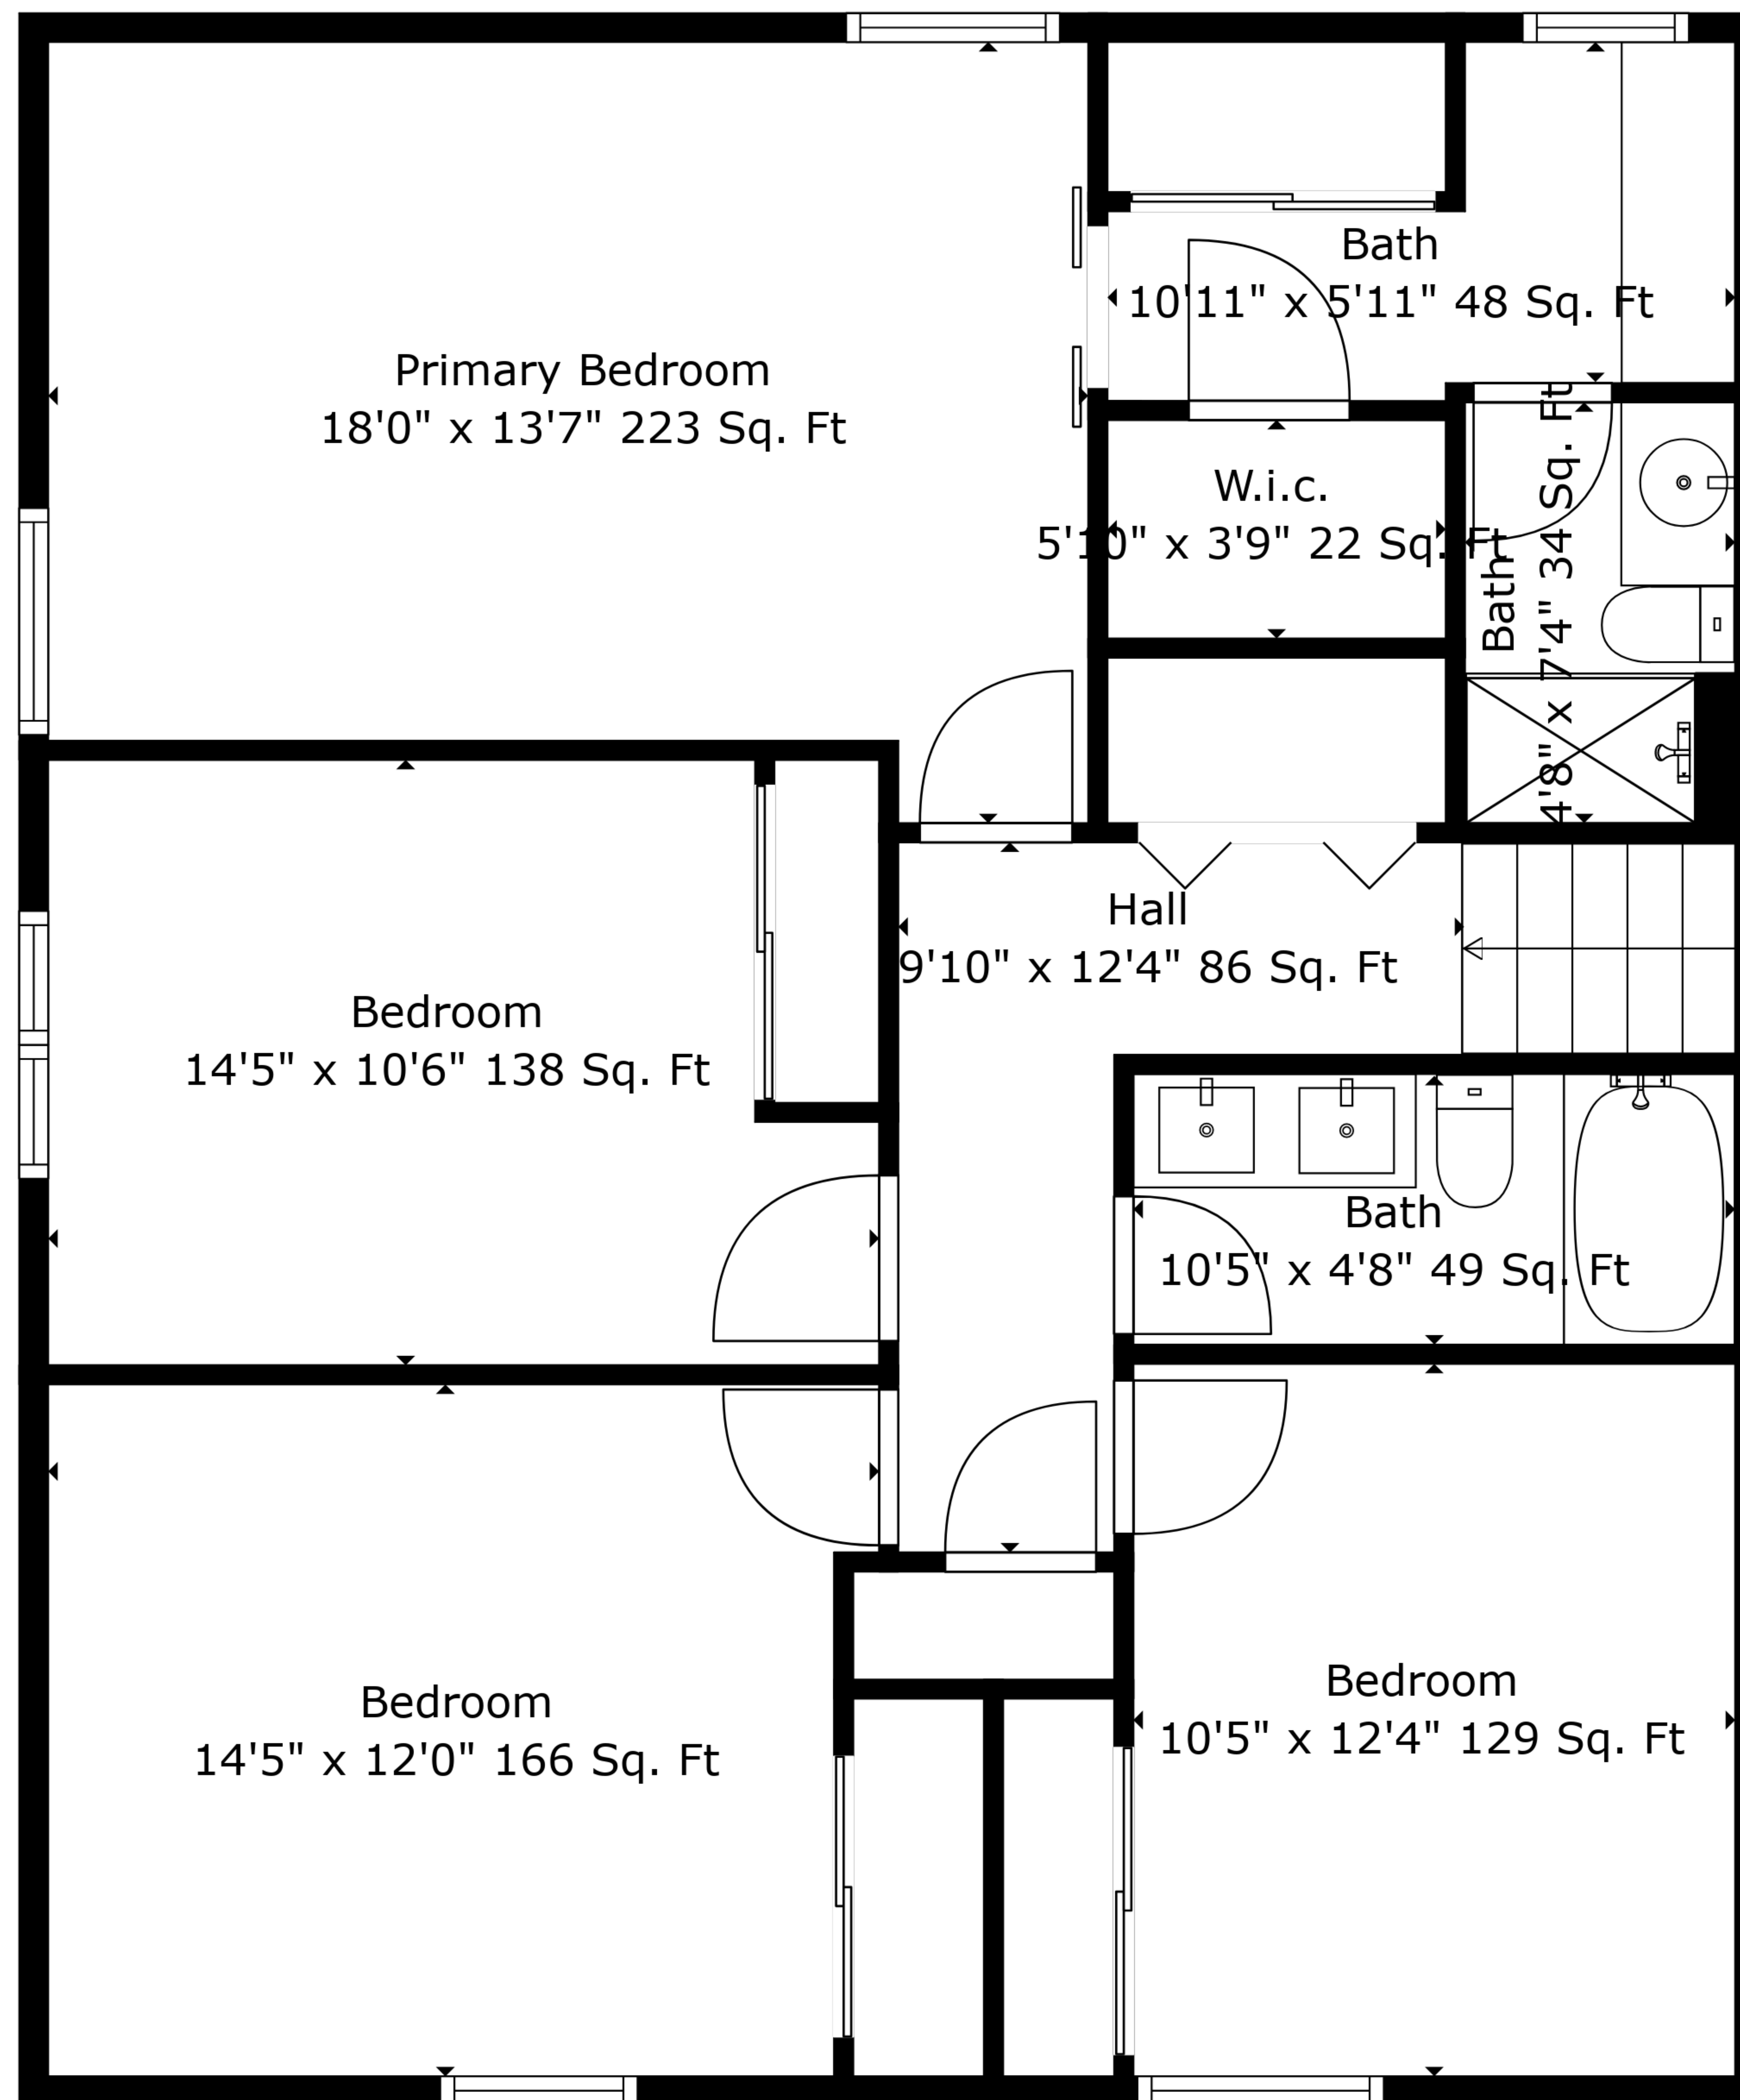 Bath
10'11" x 5'11" 48 Sq. Ft
Primary Bedroom
18'0" x 13'7" 223 Sq. Ft
W.i.c.
5'10" x 3'9" 22 Sq. Ft
Bath
4'8" x 7'4" 34 Sq. Ft
Hall
9'10" x 12'4" 86 Sq. Ft
Bedroom
14'5" x 10'6" 138 Sq. Ft
Bath
10'5" x 4'8" 49 Sq. Ft
Bedroom
14'5" x 12'0" 166 Sq. Ft
Bedroom
10'5" x 12'4" 129 Sq. Ft